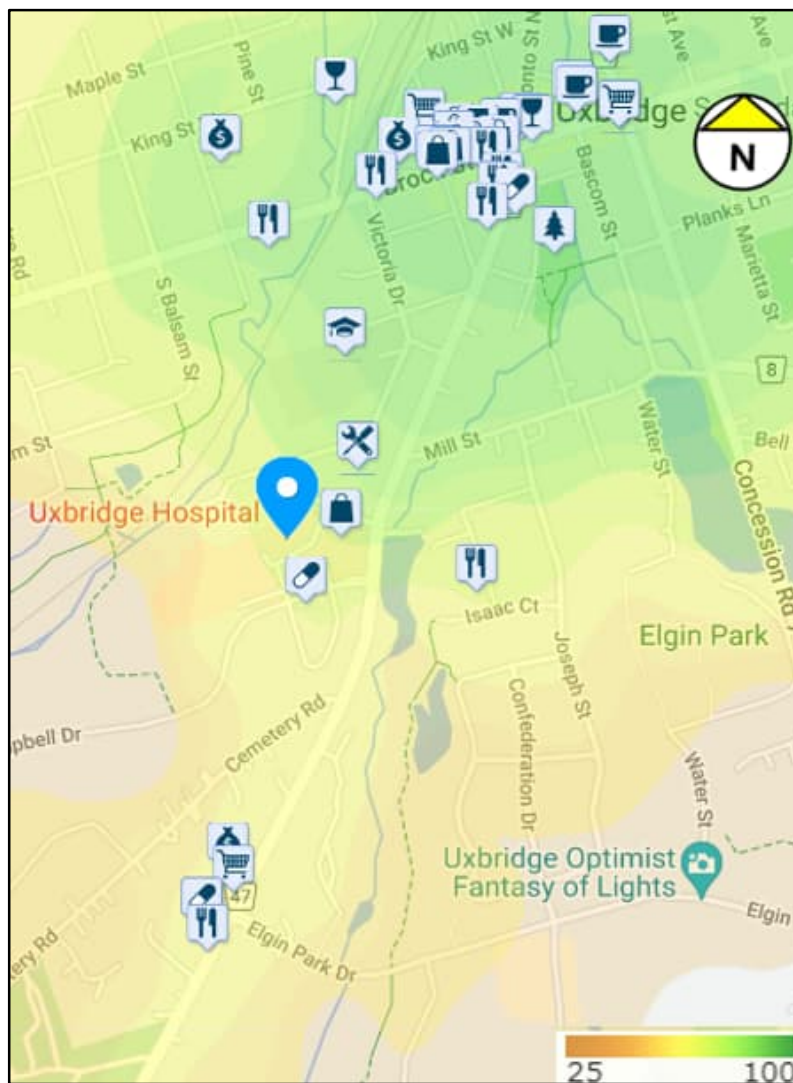 King St W
Pine St
Maple St
King St
Uxbridge
N
Bascom St
Planks Ln
Victoria Dr
Marietta St
S Balsam St
8
Mill St
Water St
Bell
Uxbridge Hospital
Concession Rd
Isaac Ct
Elgin Park
Joseph St
Confederation Dr
Cemetery Rd
Water St
Uxbridge Optimist
Fantasy of Lights
47
Elgin
Elgin Park Dr
25
100